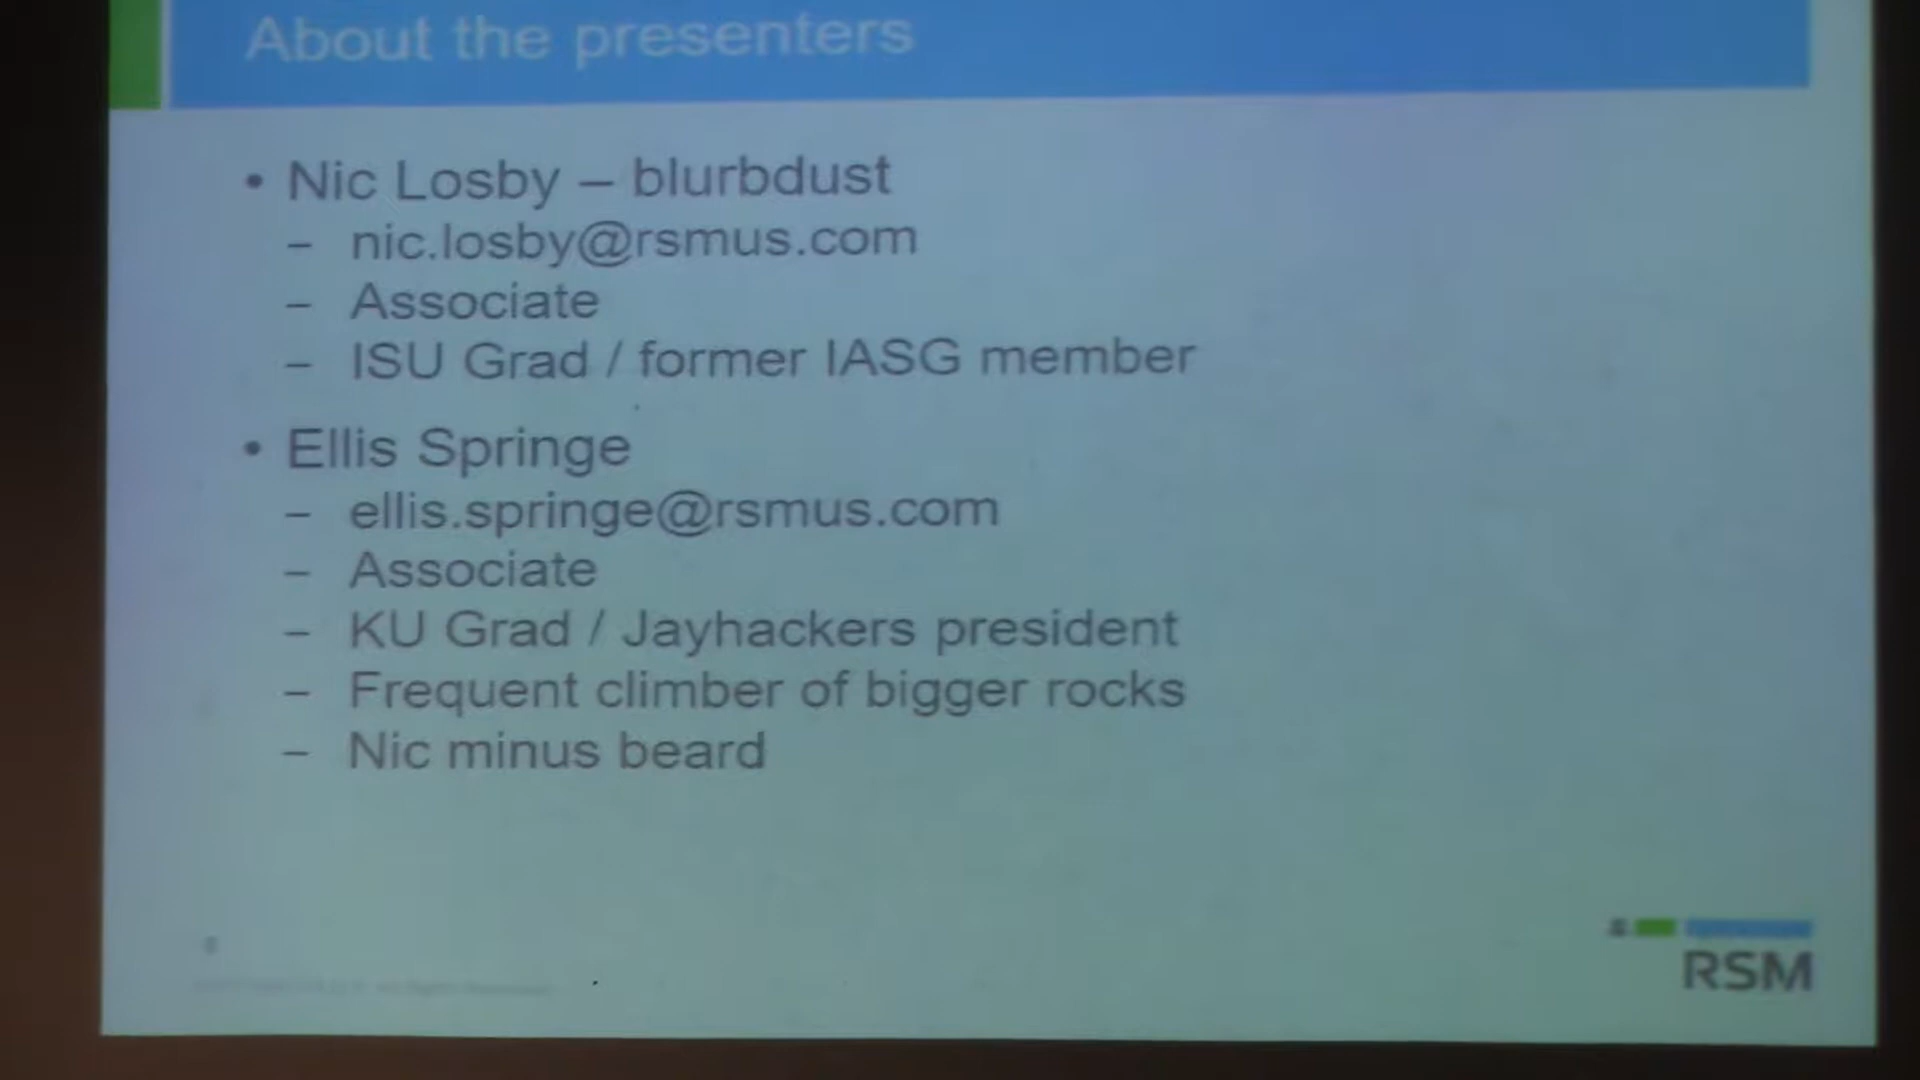 About the presenters
• Nic Losby – blurbdust
– nic.losby@rsmus.com
– Associate
– ISU Grad / former IASG member
• Ellis Springe
– ellis.springe@rsmus.com
– Associate
– KU Grad / Jayhackers president
– Frequent climber of bigger rocks
– Nic minus beard
RSM